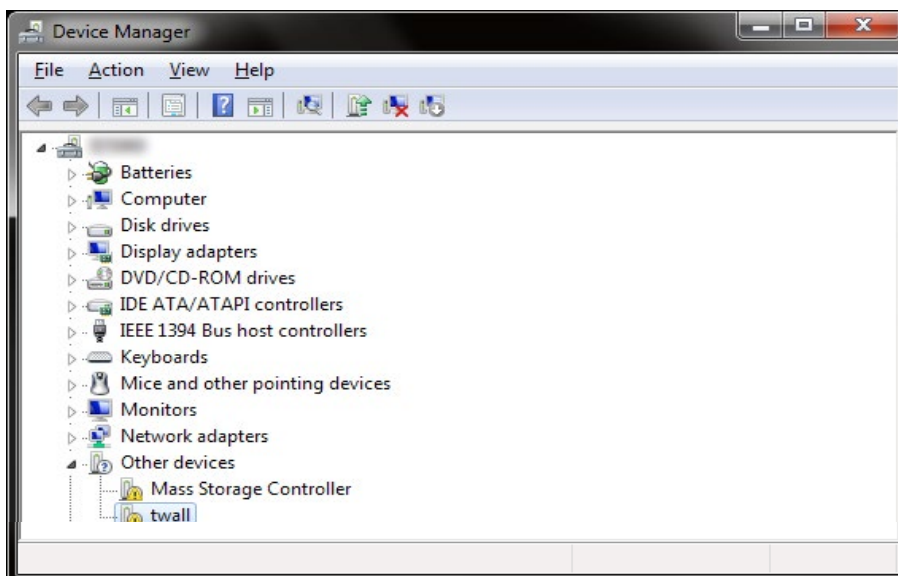 Device Manager
File Action View Help
Batteries
Computer
Disk drives
Display adapters
DVD/CD-ROM drives
IDE ATA/ATAPI controllers
IEEE 1394 Bus host controllers
Keyboards
Mice and other pointing devices
Monitors
Network adapters
Other devices
Mass Storage Controller
twall